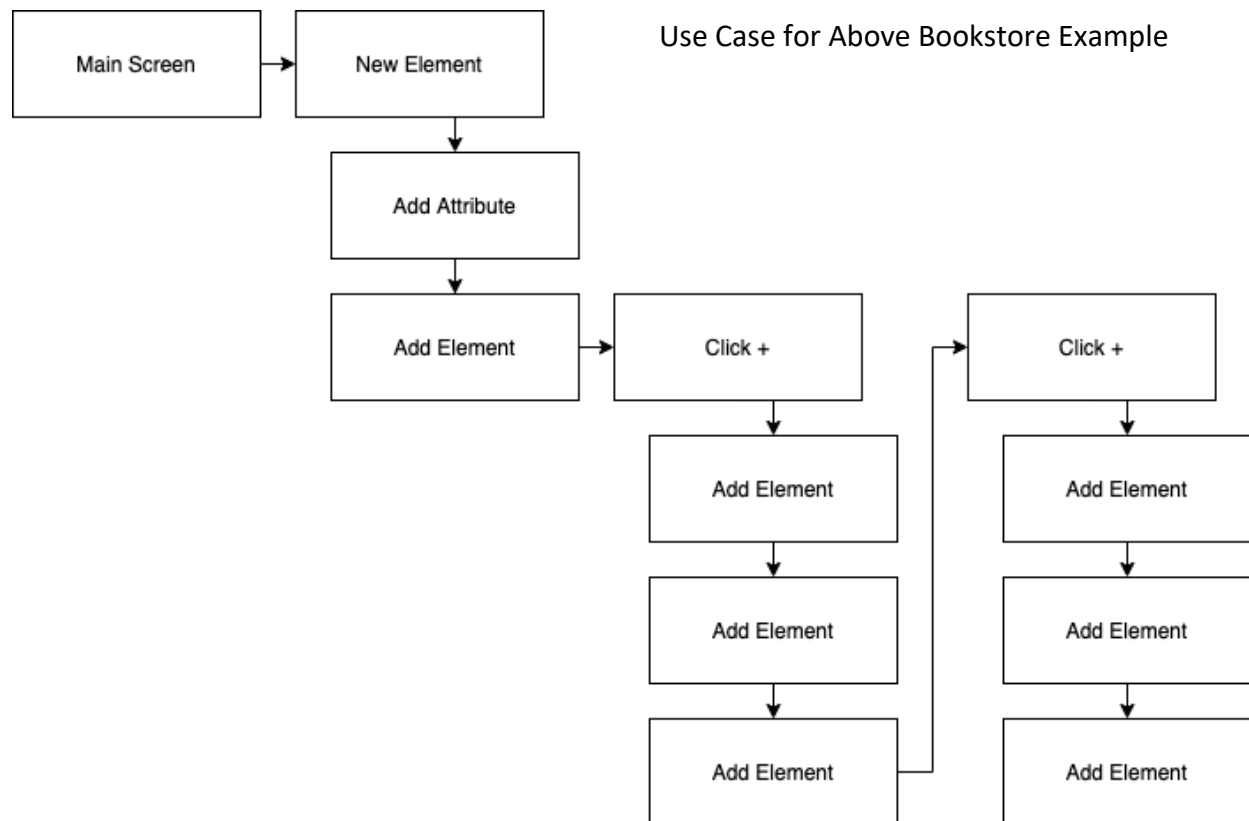 Use Case for Above Bookstore Example
Main Screen
New Element
Add Attribute
Add Element
Click +
Add Element
Add Element
Add Element
Click +
Add Element
Add Element
Add Element